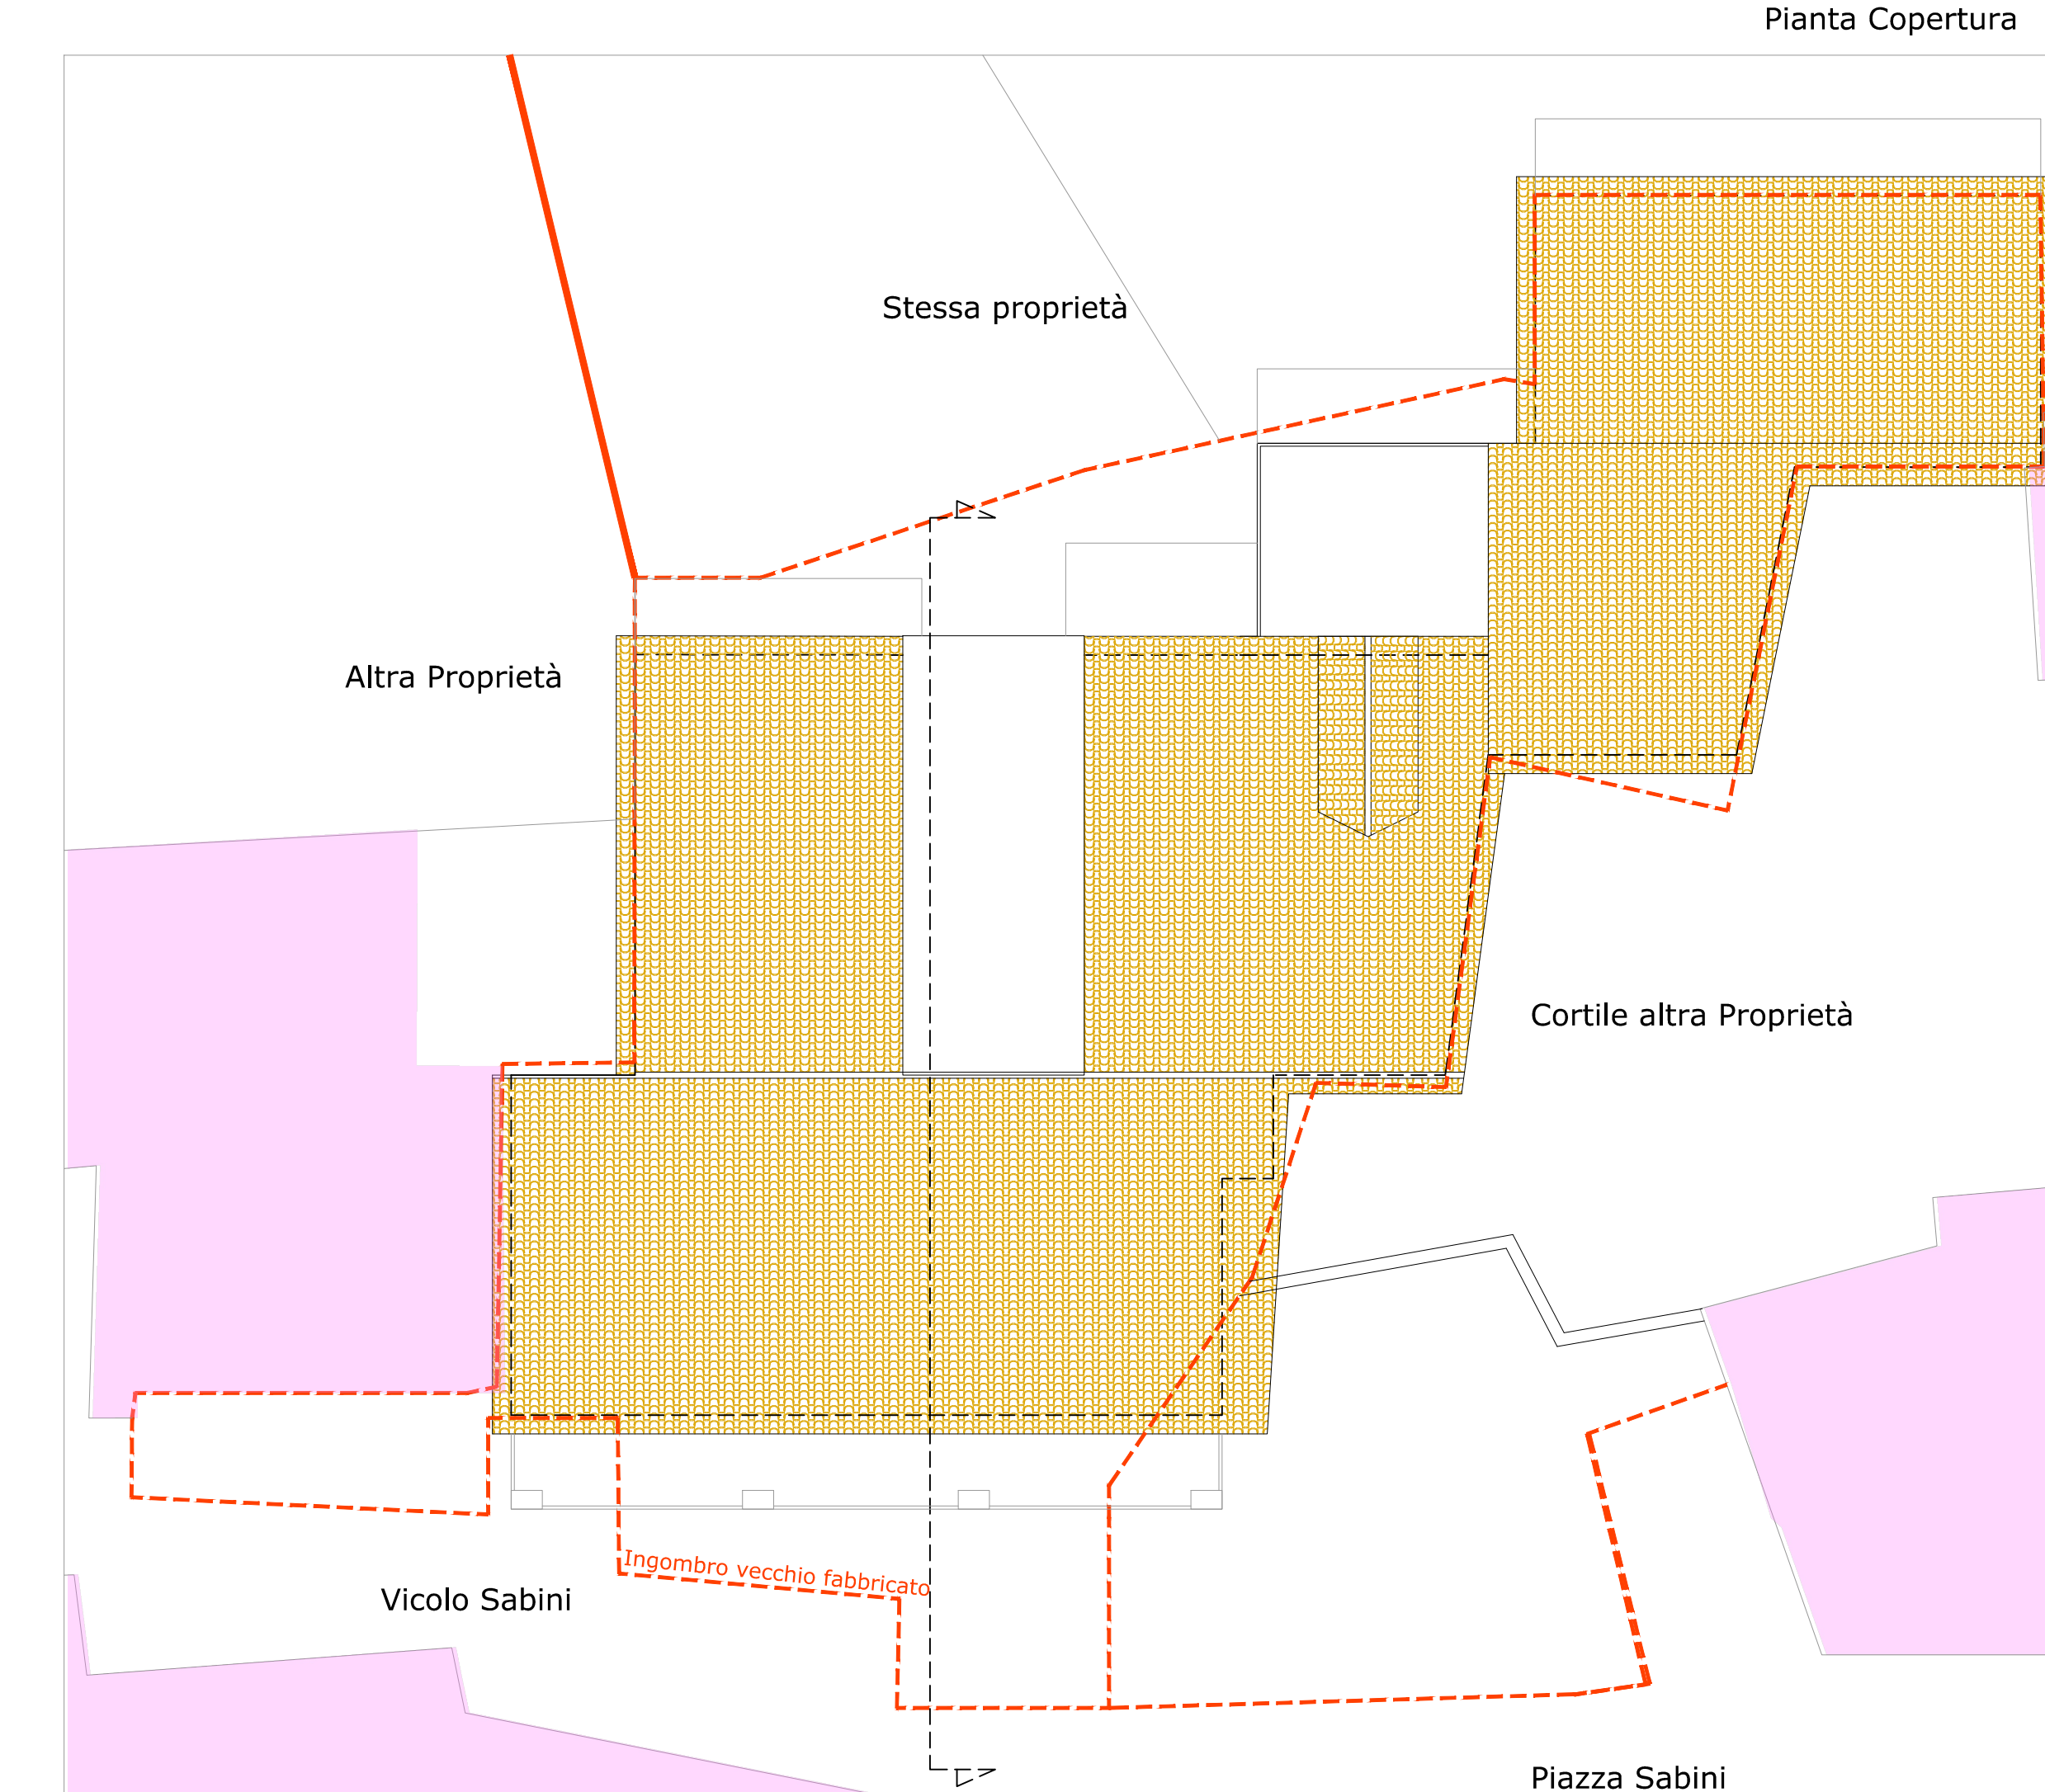 Pianta Copertura
Stessa proprietà
Altra Proprietà
Cortile altra Proprietà
Ingombro vecchio fabbricato
Vicolo Sabini
Piazza Sabini